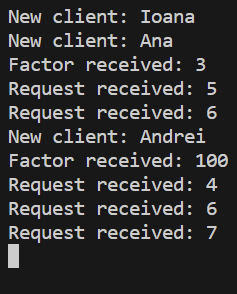 New client: Ioana
New client: Ana
Factor received: 3
Request received: 5
Request received: 6
New client: Andrei
Factor received: 100
Request received: 4
Request received: 6
Request received: 7